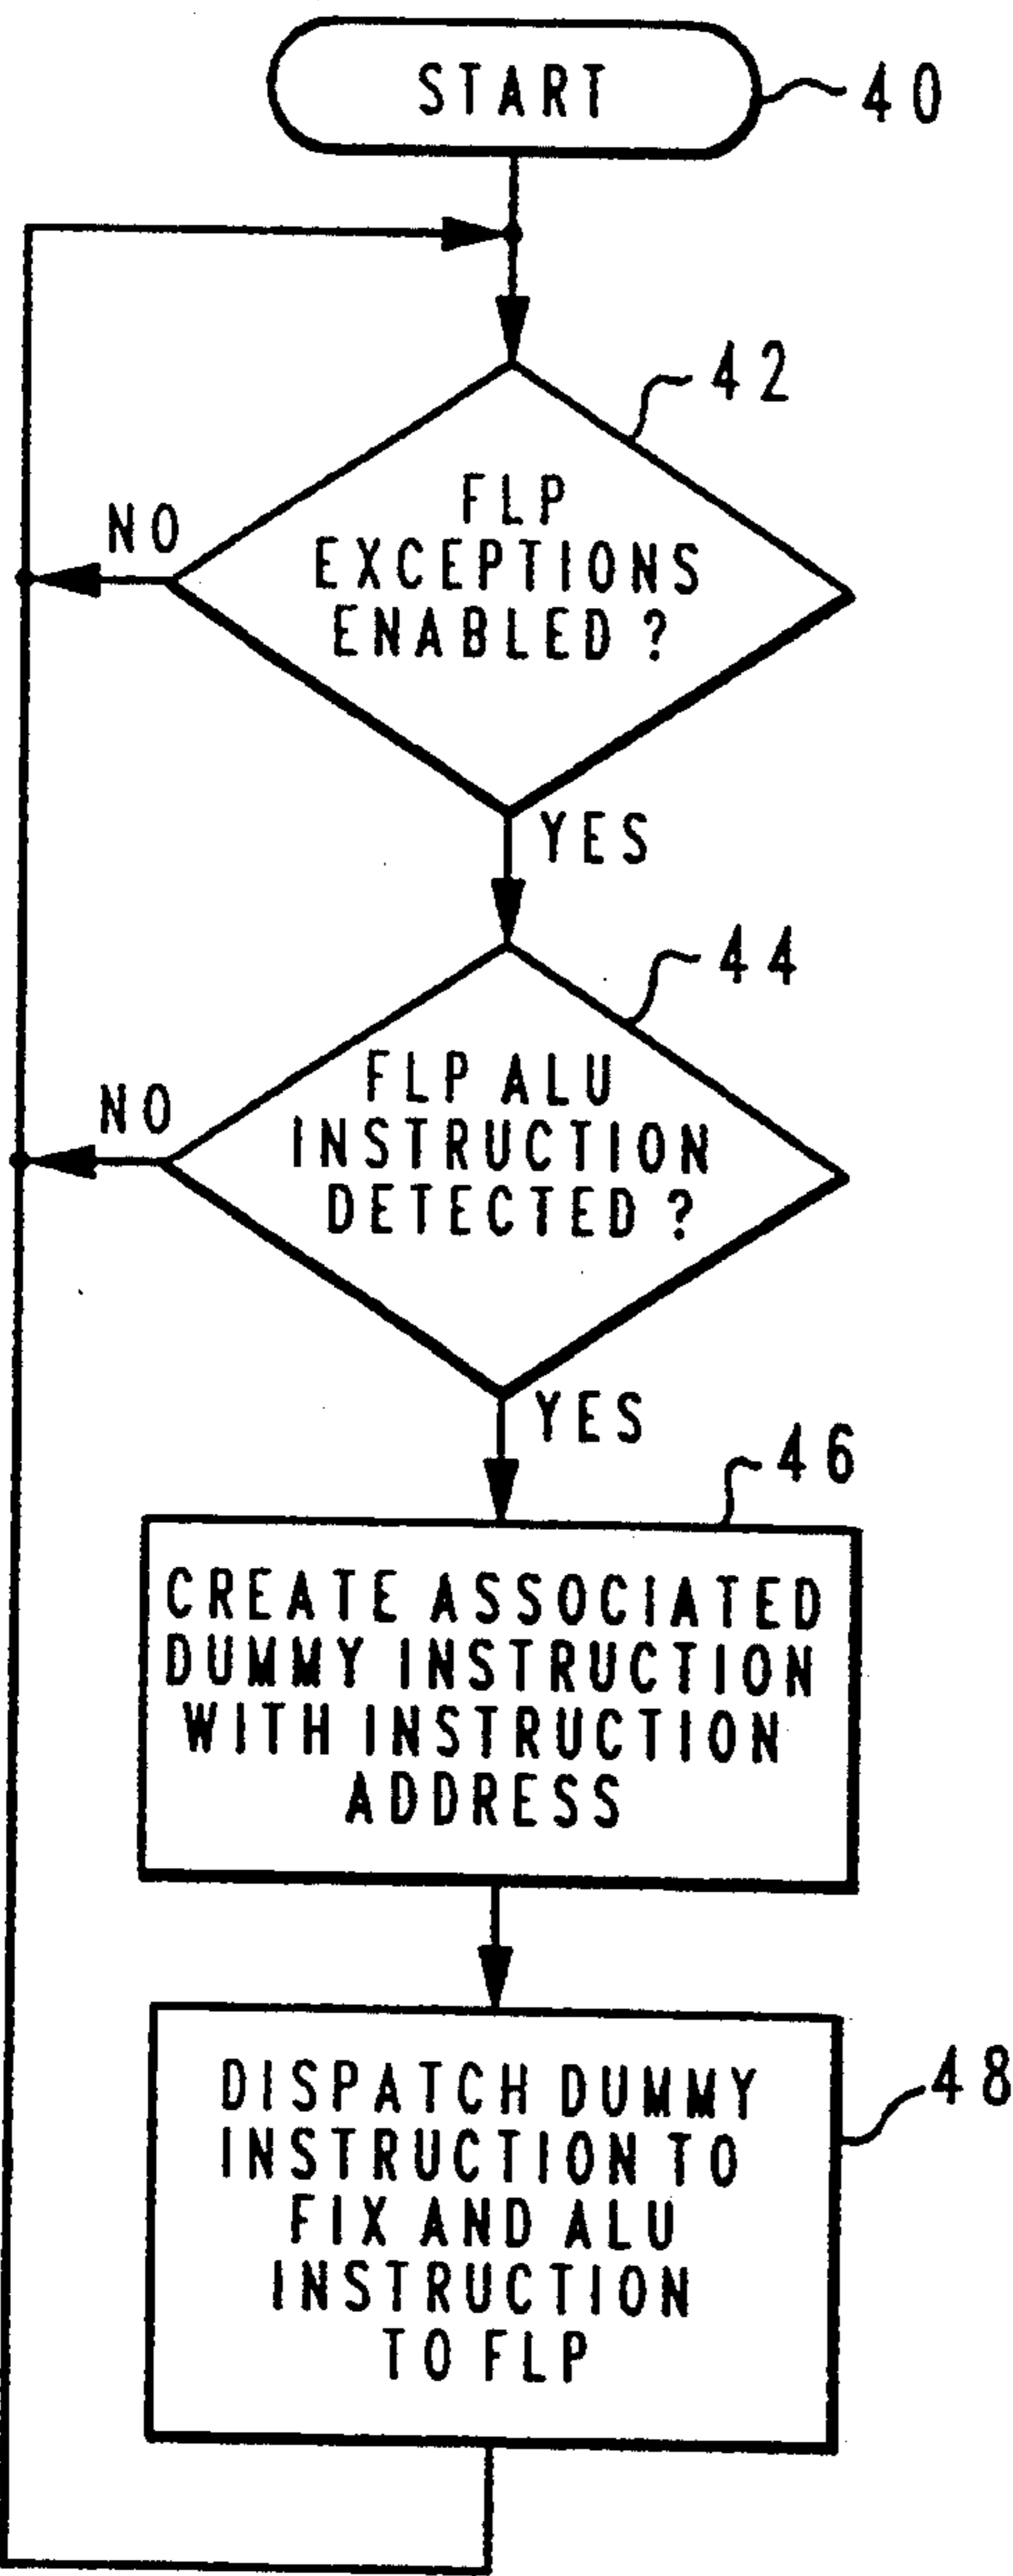 START
40
42
FLP
EXCEPTIONS
ENABLED ?
NO
YES
44
FLP ALU
INSTRUCTION
DETECTED ?
NO
YES
46
CREATE ASSOCIATED
DUMMY INSTRUCTION
WITH INSTRUCTION
ADDRESS
48
DISPATCH DUMMY
INSTRUCTION TO
FIX AND ALU
INSTRUCTION
TO FLP